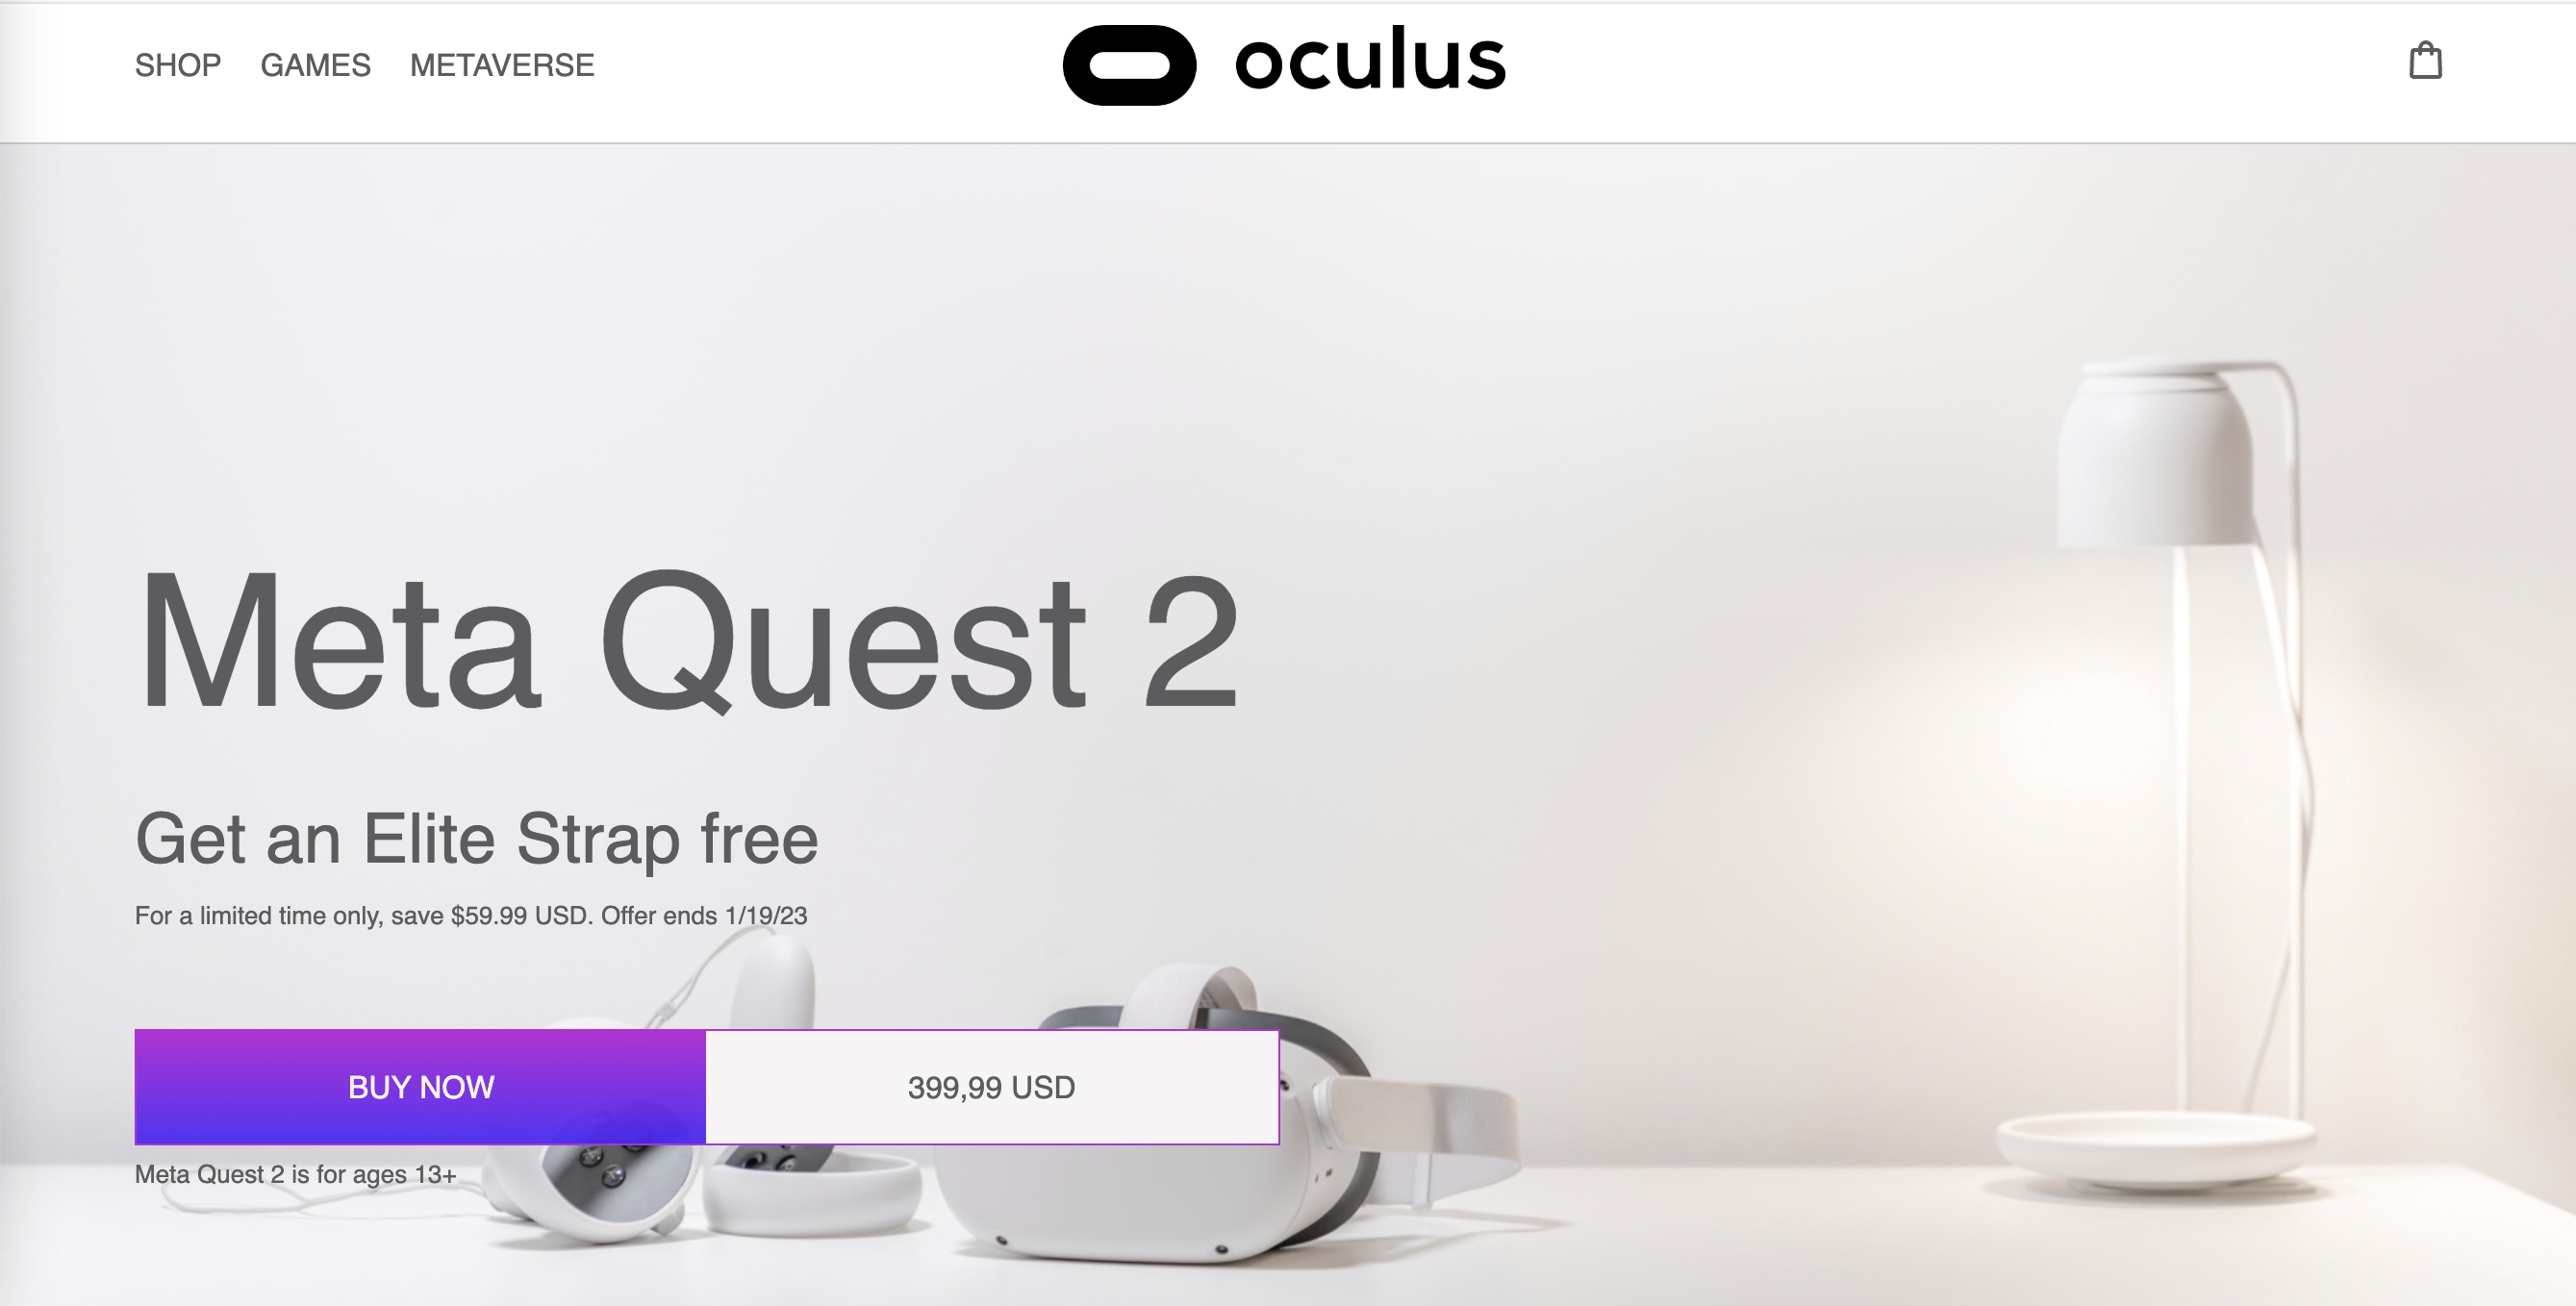 SHOP GAMES METAVERSE
oculus
Meta Quest 2
Get an Elite Strap free
For a limited time only, save $59.99 USD. Offer ends 1/19/23
BUY NOW
399,99 USD
Meta Quest 2 is for ages 13+